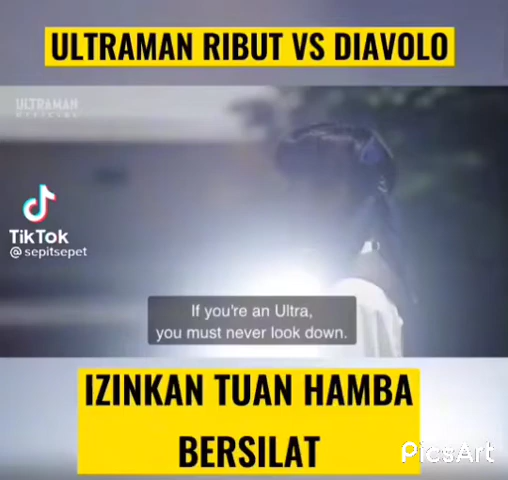 ULTRAMAN RIBUT VS DIAVOLO
ULTRAMAN
OFFICIAL
TikTok
@sepitsepet
If you're an Ultra,
you must never look down.
IZINKAN TUAN HAMBA
BERSILAT
PicsArt